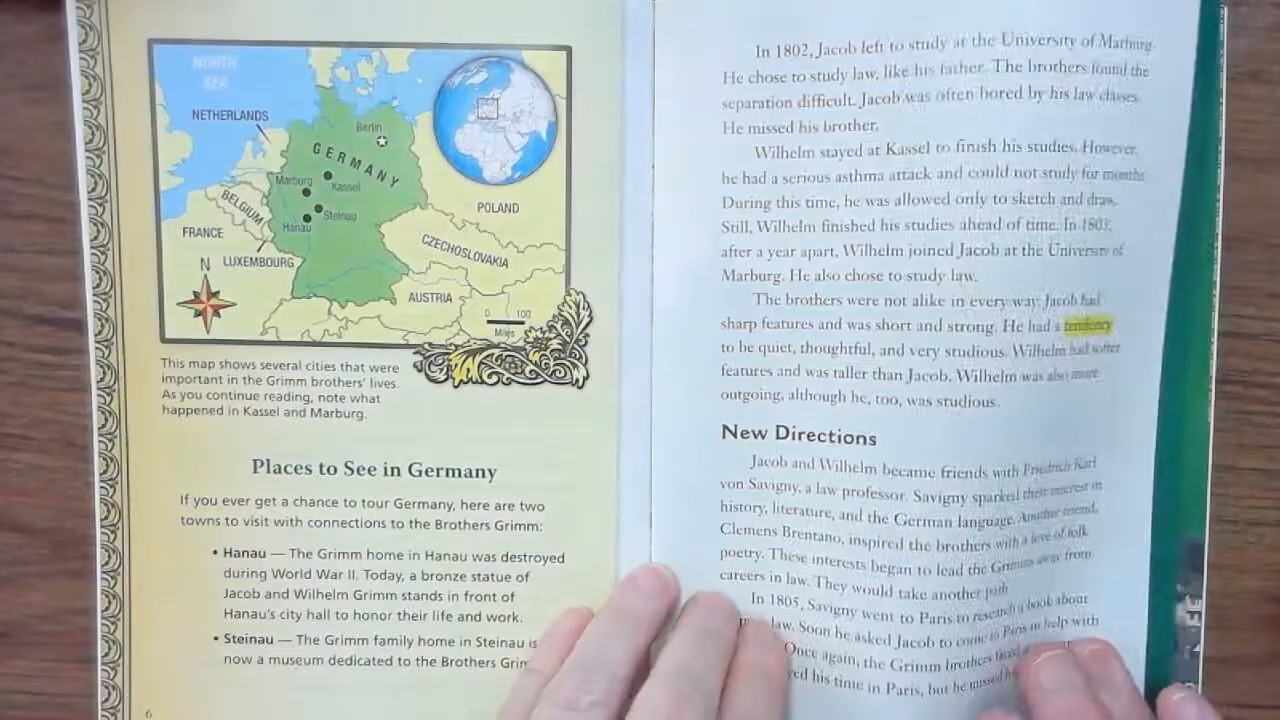 NORTH
SEA
NETHERLANDS
Berlin
GERMANY
Marburg
Kassel
BELGIUM
Steinau
Hanau
POLAND
FRANCE
LUXEMBOURG
CZECHOSLOVAKIA
N
AUSTRIA
0 100
Miles
This map shows several cities that were
important in the Grimm brothers' lives.
As you continue reading, note what
happened in Kassel and Marburg.
Places to See in Germany
If you ever get a chance to tour Germany, here are two
towns to visit with connections to the Brothers Grimm:
• Hanau — The Grimm home in Hanau was destroyed
during World War II. Today, a bronze statue of
Jacob and Wilhelm Grimm stands in front of
Hanau's city hall to honor their life and work.
• Steinau — The Grimm family home in Steinau is
now a museum dedicated to the Brothers Grim
6
In 1802, Jacob left to study at the University of Marburg.
He chose to study law, like his father. The brothers found the
separation difficult. Jacob was often bored by his law classes.
He missed his brother.
Wilhelm stayed at Kassel to finish his studies. However,
he had a serious asthma attack and could not study for months.
During this time, he was allowed only to sketch and draw.
Still, Wilhelm finished his studies ahead of time. In 1803,
after a year apart, Wilhelm joined Jacob at the University of
Marburg. He also chose to study law.
The brothers were not alike in every way. Jacob had
sharp features and was short and strong. He had a tendency
to be quiet, thoughtful, and very studious. Wilhelm had softer
features and was taller than Jacob. Wilhelm was also more
outgoing, although he, too, was studious.
New Directions
Jacob and Wilhelm became friends with Friedrich Karl
von Savigny, a law professor. Savigny sparked their interest in
history, literature, and the German language. Another friend,
Clemens Brentano, inspired the brothers with a love of folk
poetry. These interests began to lead the Grimms away from
careers in law. They would take another path.
In 1805, Savigny went to Paris to research a book about
law. Soon he asked Jacob to come to Paris to help with
Once again, the Grimm brothers faced
yed his time in Paris, but he missed